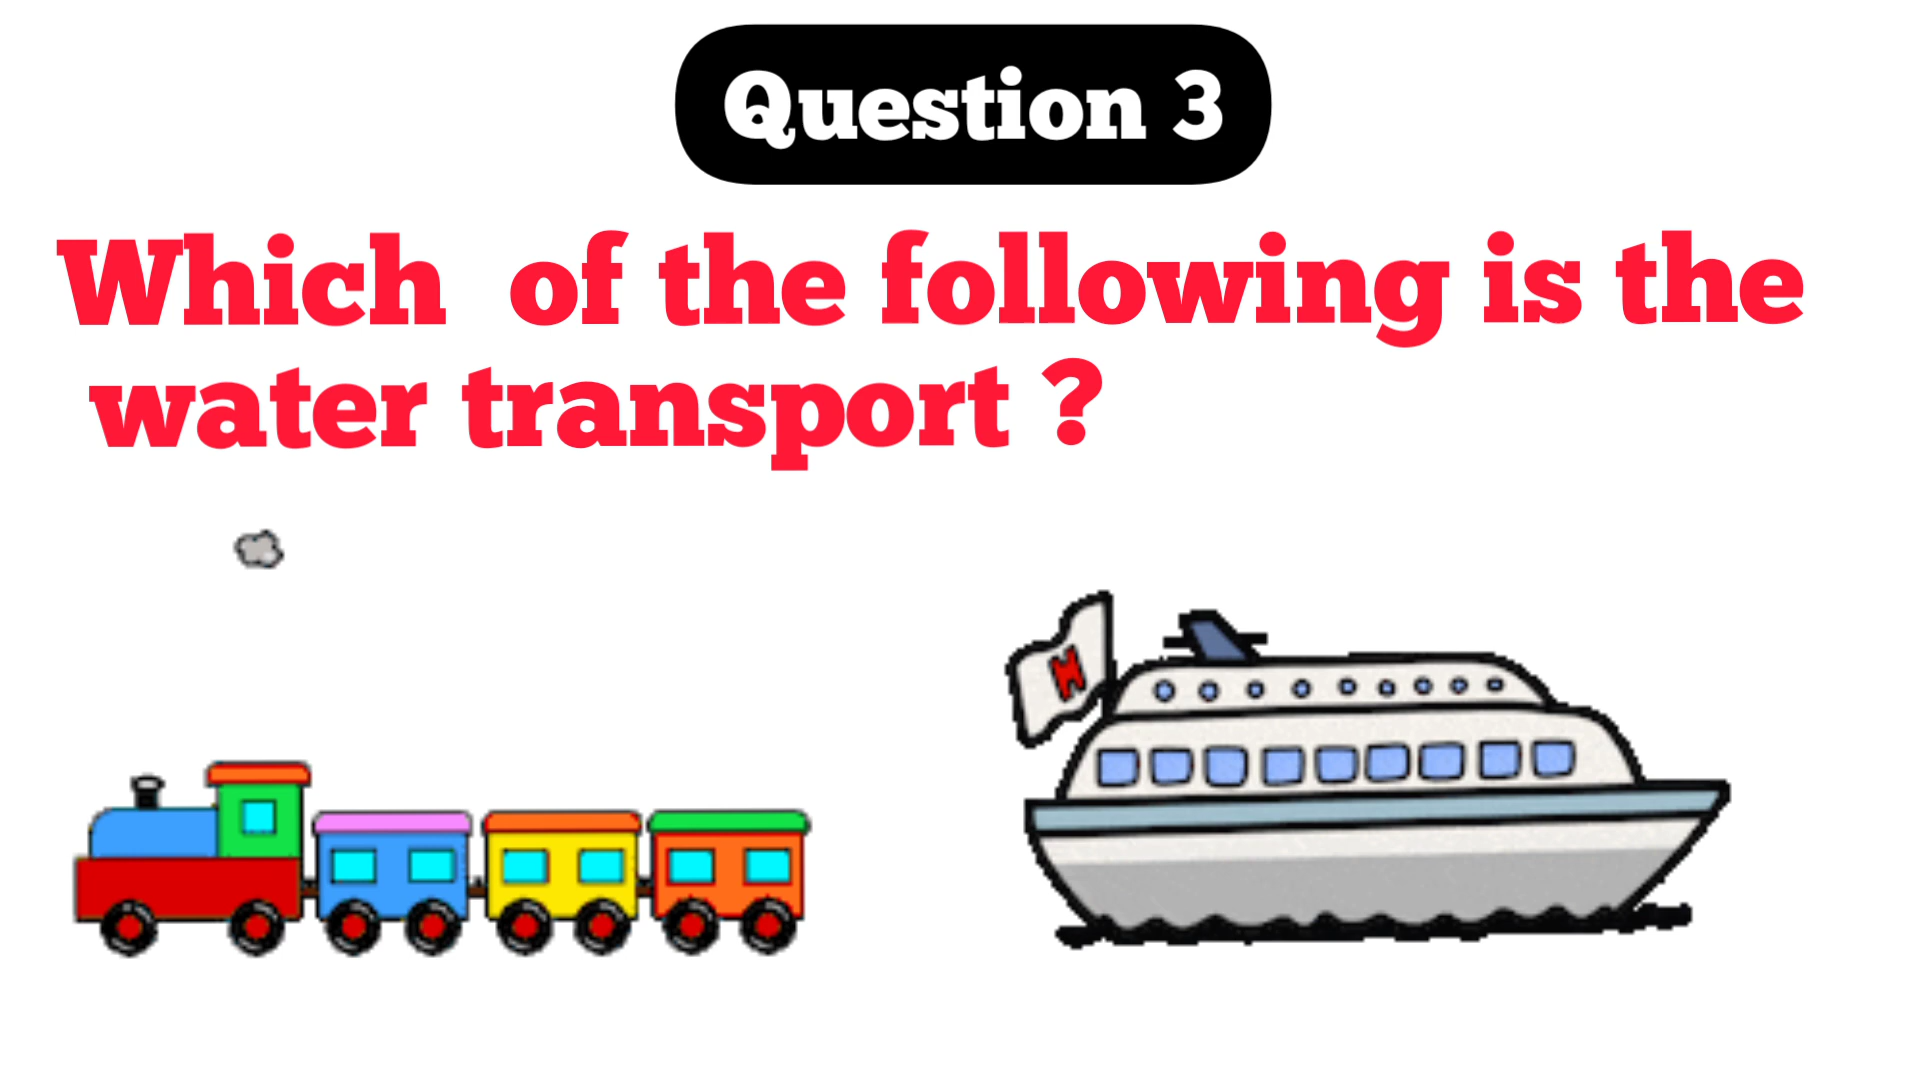 Question 3
Which of the following is the
water transport ?
H